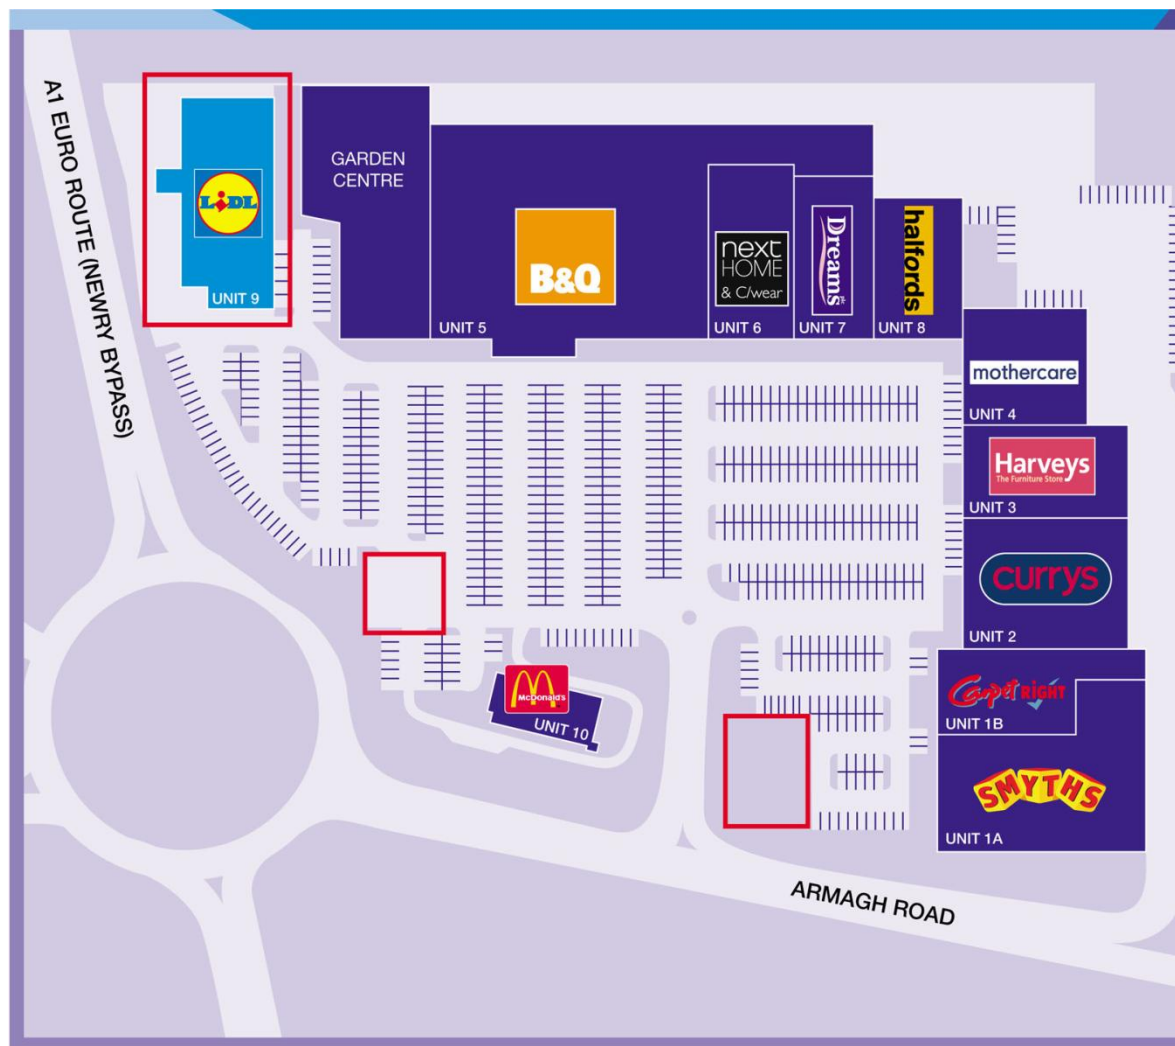 A1 EURO ROUTE (NEWRY BYPASS)
LIDL
UNIT 9
GARDEN
CENTRE
B&Q
UNIT 5
next
HOME
& C/wear
UNIT 6
Dreams plc
UNIT 7
halfords
UNIT 8
mothercare
UNIT 4
Harveys
The Furniture Store
UNIT 3
currys
UNIT 2
Carpet RIGHT
UNIT 1B
SMYTHS
UNIT 1A
McDonald's
UNIT 10
ARMAGH ROAD